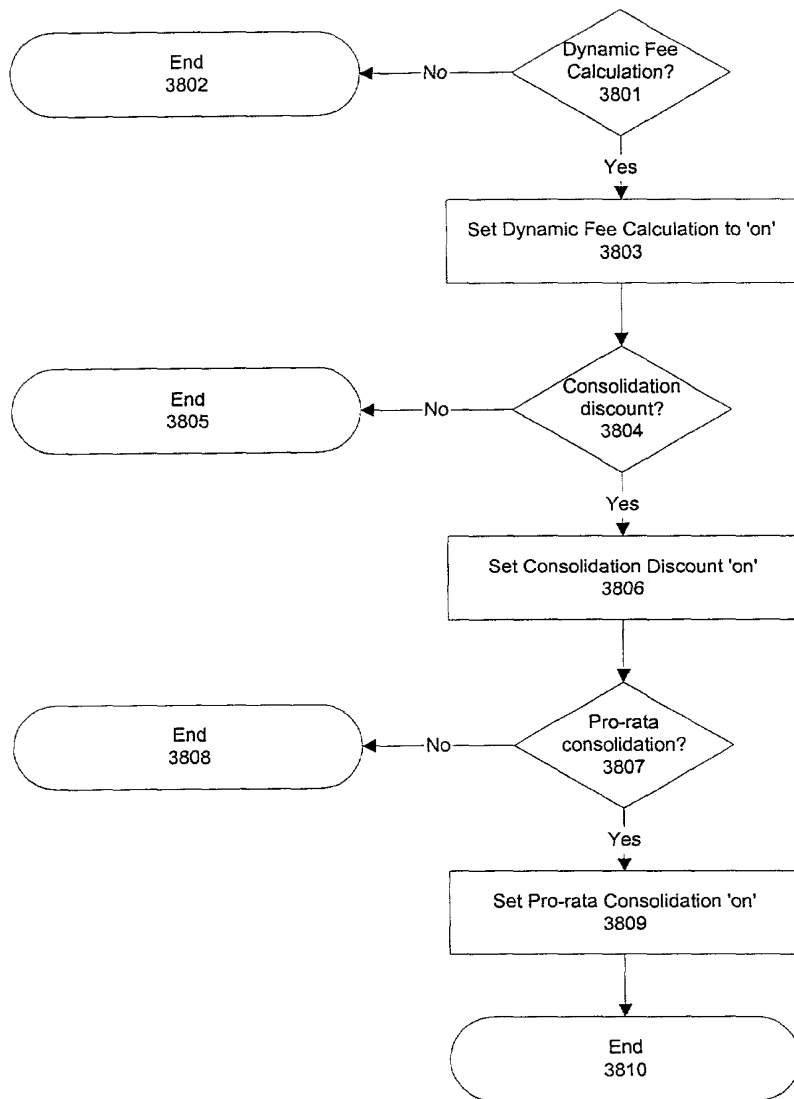 Dynamic Fee
Calculation?
3801
No
End
3802
Yes
Set Dynamic Fee Calculation to 'on'
3803
Consolidation
discount?
3804
No
End
3805
Yes
Set Consolidation Discount 'on'
3806
Pro-rata
consolidation?
3807
No
End
3808
Yes
Set Pro-rata Consolidation 'on'
3809
End
3810